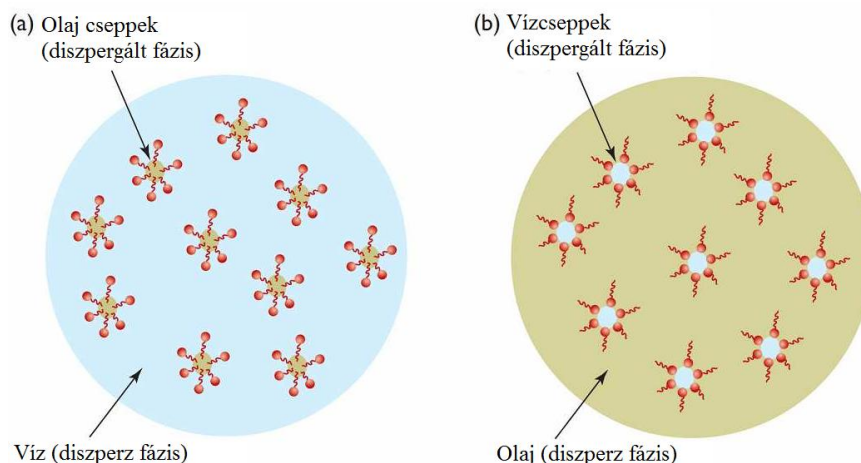 (a) Olaj cseppek
(diszpergált fázis)
Víz (diszperz fázis)
(b) Vízcseppek
(diszpergált fázis)
Olaj (diszperz fázis)